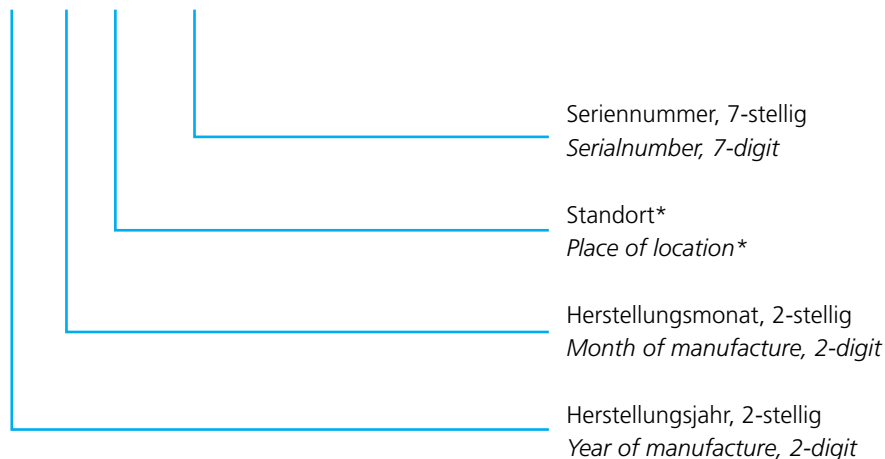 Seriennummer, 7-stellig
Serialnumber, 7-digit
Standort*
Place of location*
Herstellungsmonat, 2-stellig
Month of manufacture, 2-digit
Herstellungsjahr, 2-stellig
Year of manufacture, 2-digit